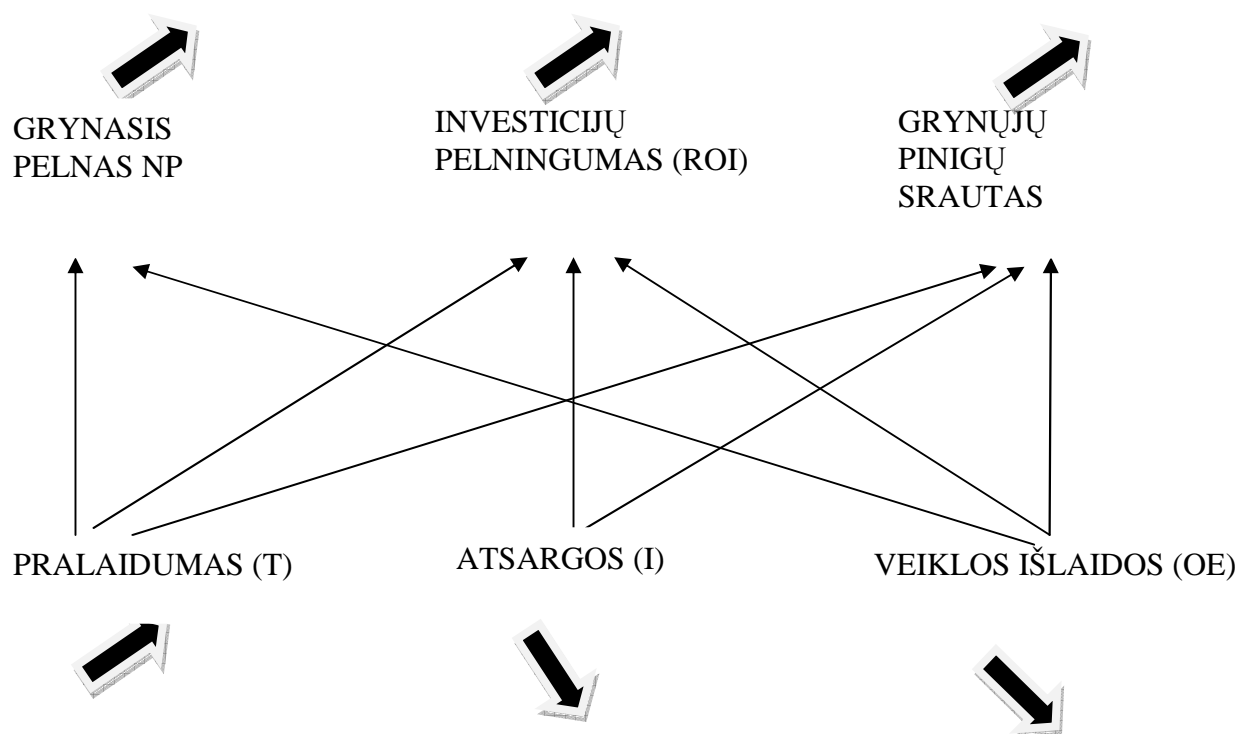 GRYNASIS
PELNAS NP
INVESTICIJŲ
PELNINGUMAS (ROI)
GRYNŲJŲ
PINIGŲ
SRAUTAS
PRALAIDUMAS (T)
ATSARGOS (I)
VEIKLOS IŠLAIDOS (OE)